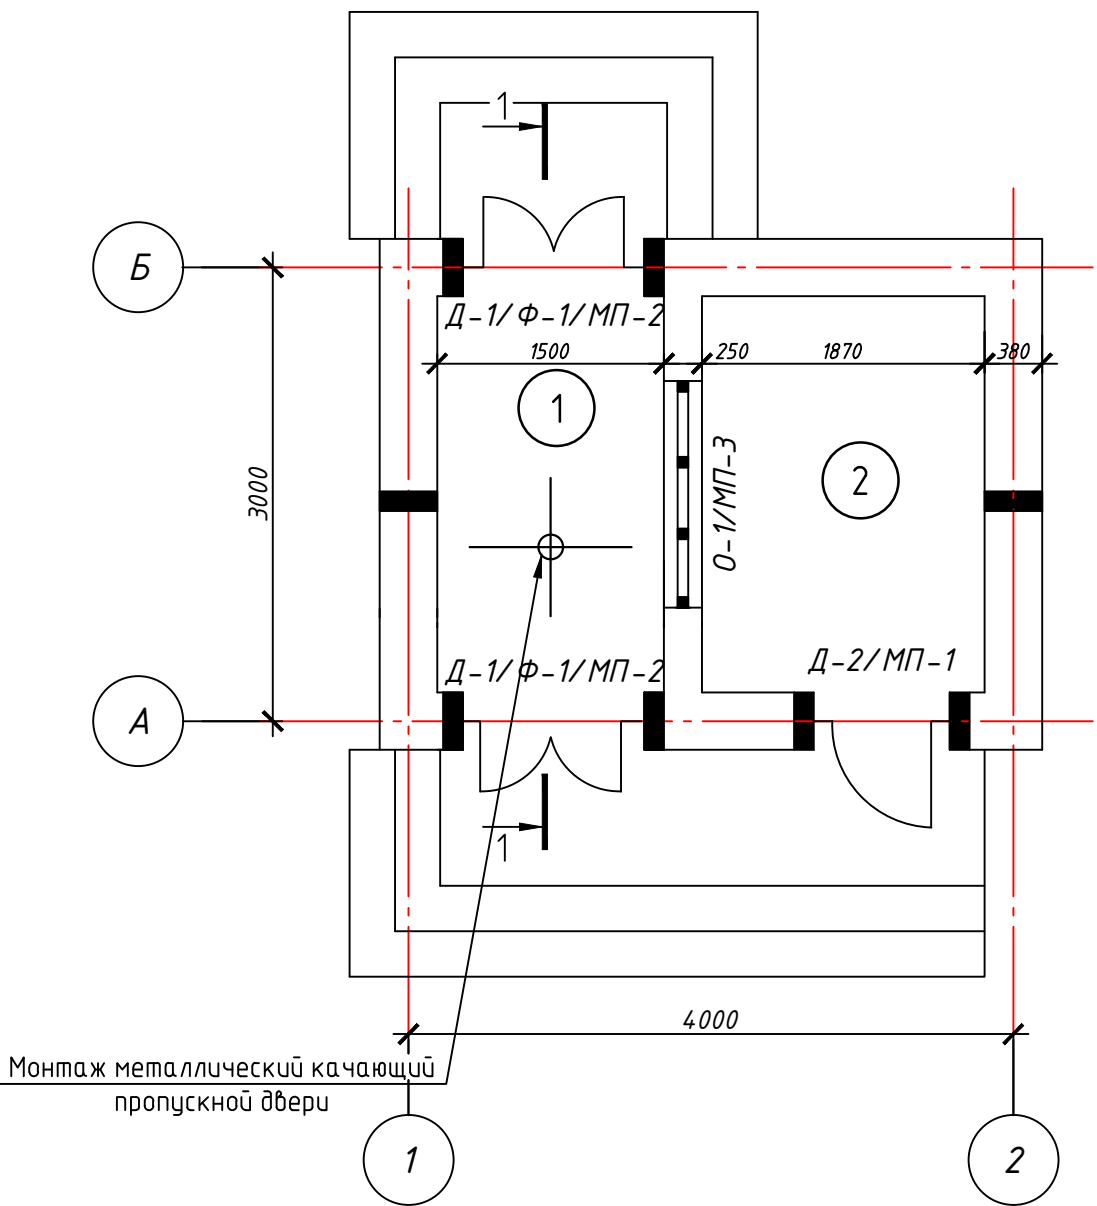 1
Б
Д-1/Ф-1/МП-2
1500
250
1870
380
1
2
3000
О-1/МП-3
Д-1/Ф-1/МП-2
Д-2/МП-1
А
1
4000
Монтаж металлический качающий
пропускной двери
1
2